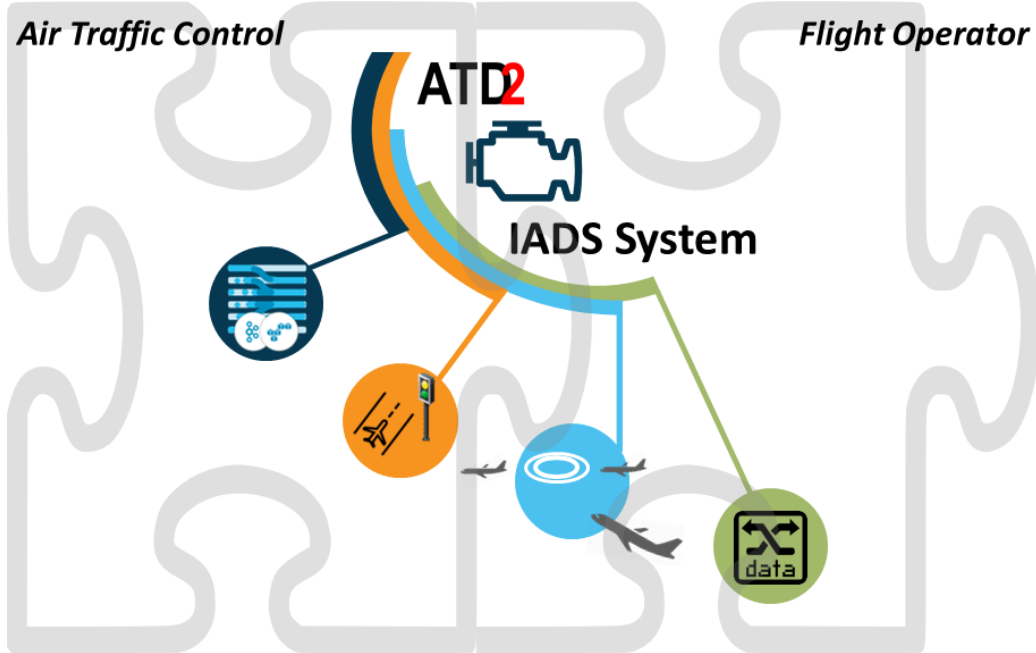 Air Traffic Control
Flight Operator
ATD2
IADS System
data